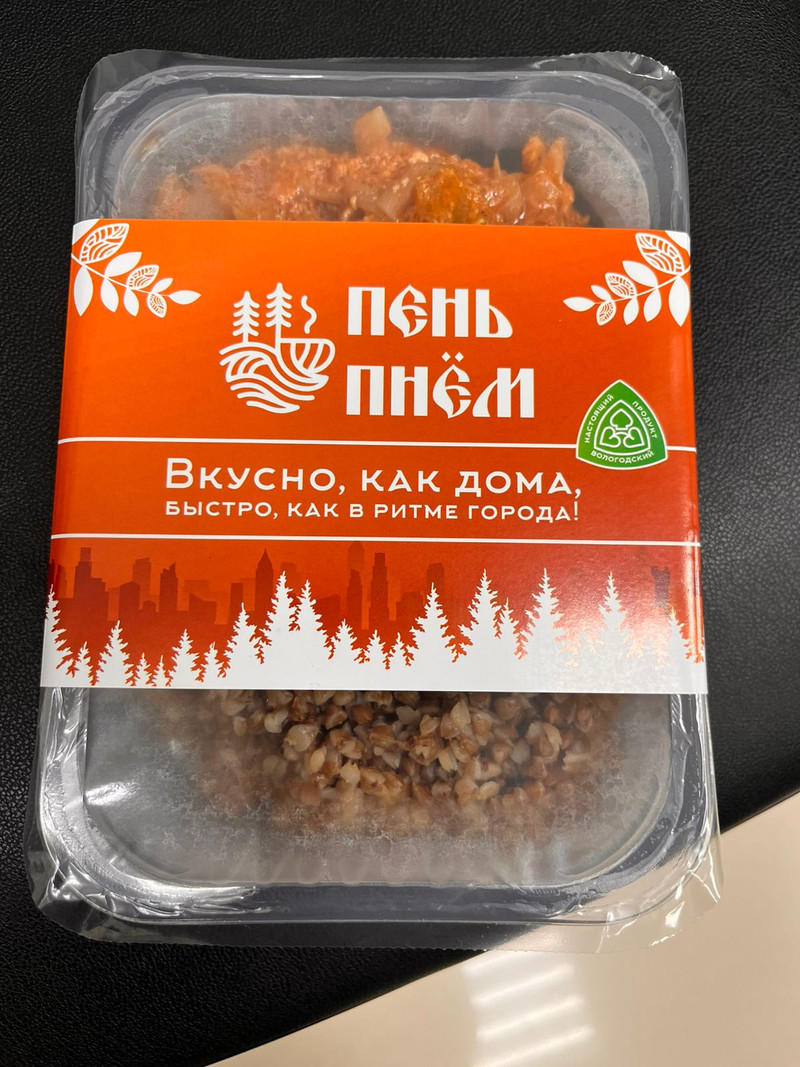 ПЕНЬ
ПНЁМ
НАСТОЯЩИЙ
ПРОДУКТ
ВОЛОГОДСКИЙ
ВКУСНО, КАК ДОМА,
БЫСТРО, КАК В РИТМЕ ГОРОДА!